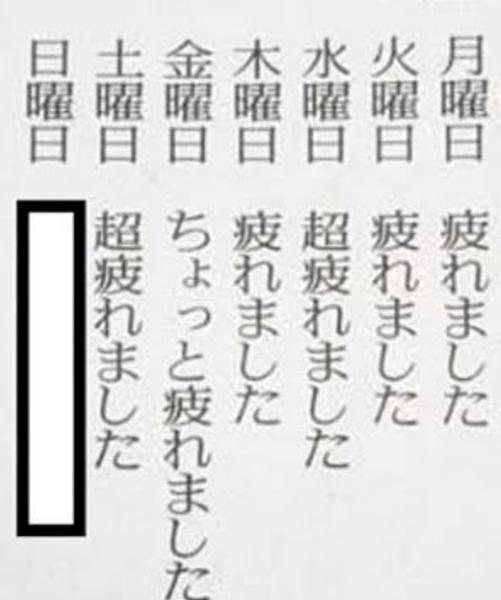 月曜日 疲れました
火曜日 疲れました
水曜日 超疲れました
木曜日 疲れました
金曜日 ちょっと疲れました
土曜日 超疲れました
日曜日